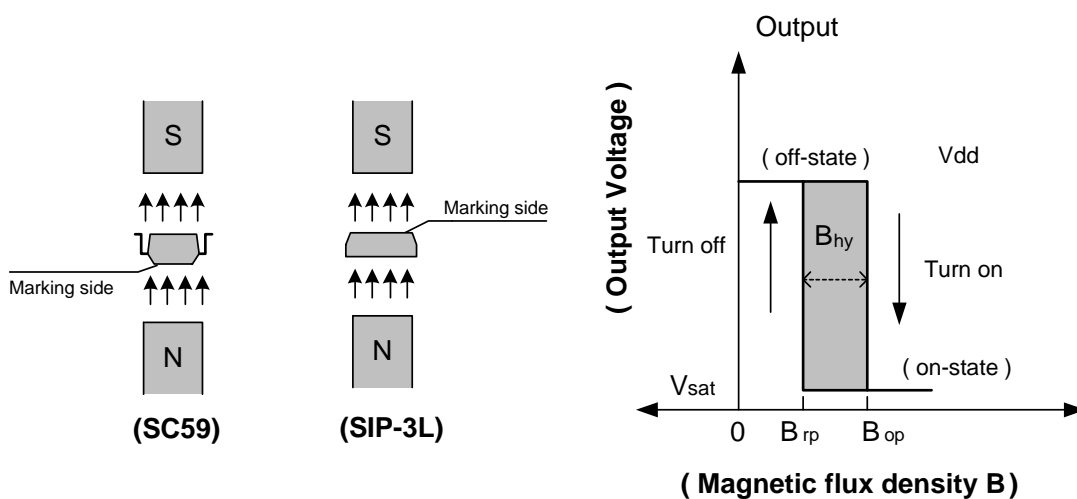 S
Marking side
N
(SC59)
S
Marking side
N
(SIP-3L)
Output
( Output Voltage )
( off-state )
Vdd
Turn off
Bhy
Turn on
( on-state )
Vsat
0
B rp
B op
( Magnetic flux density B )